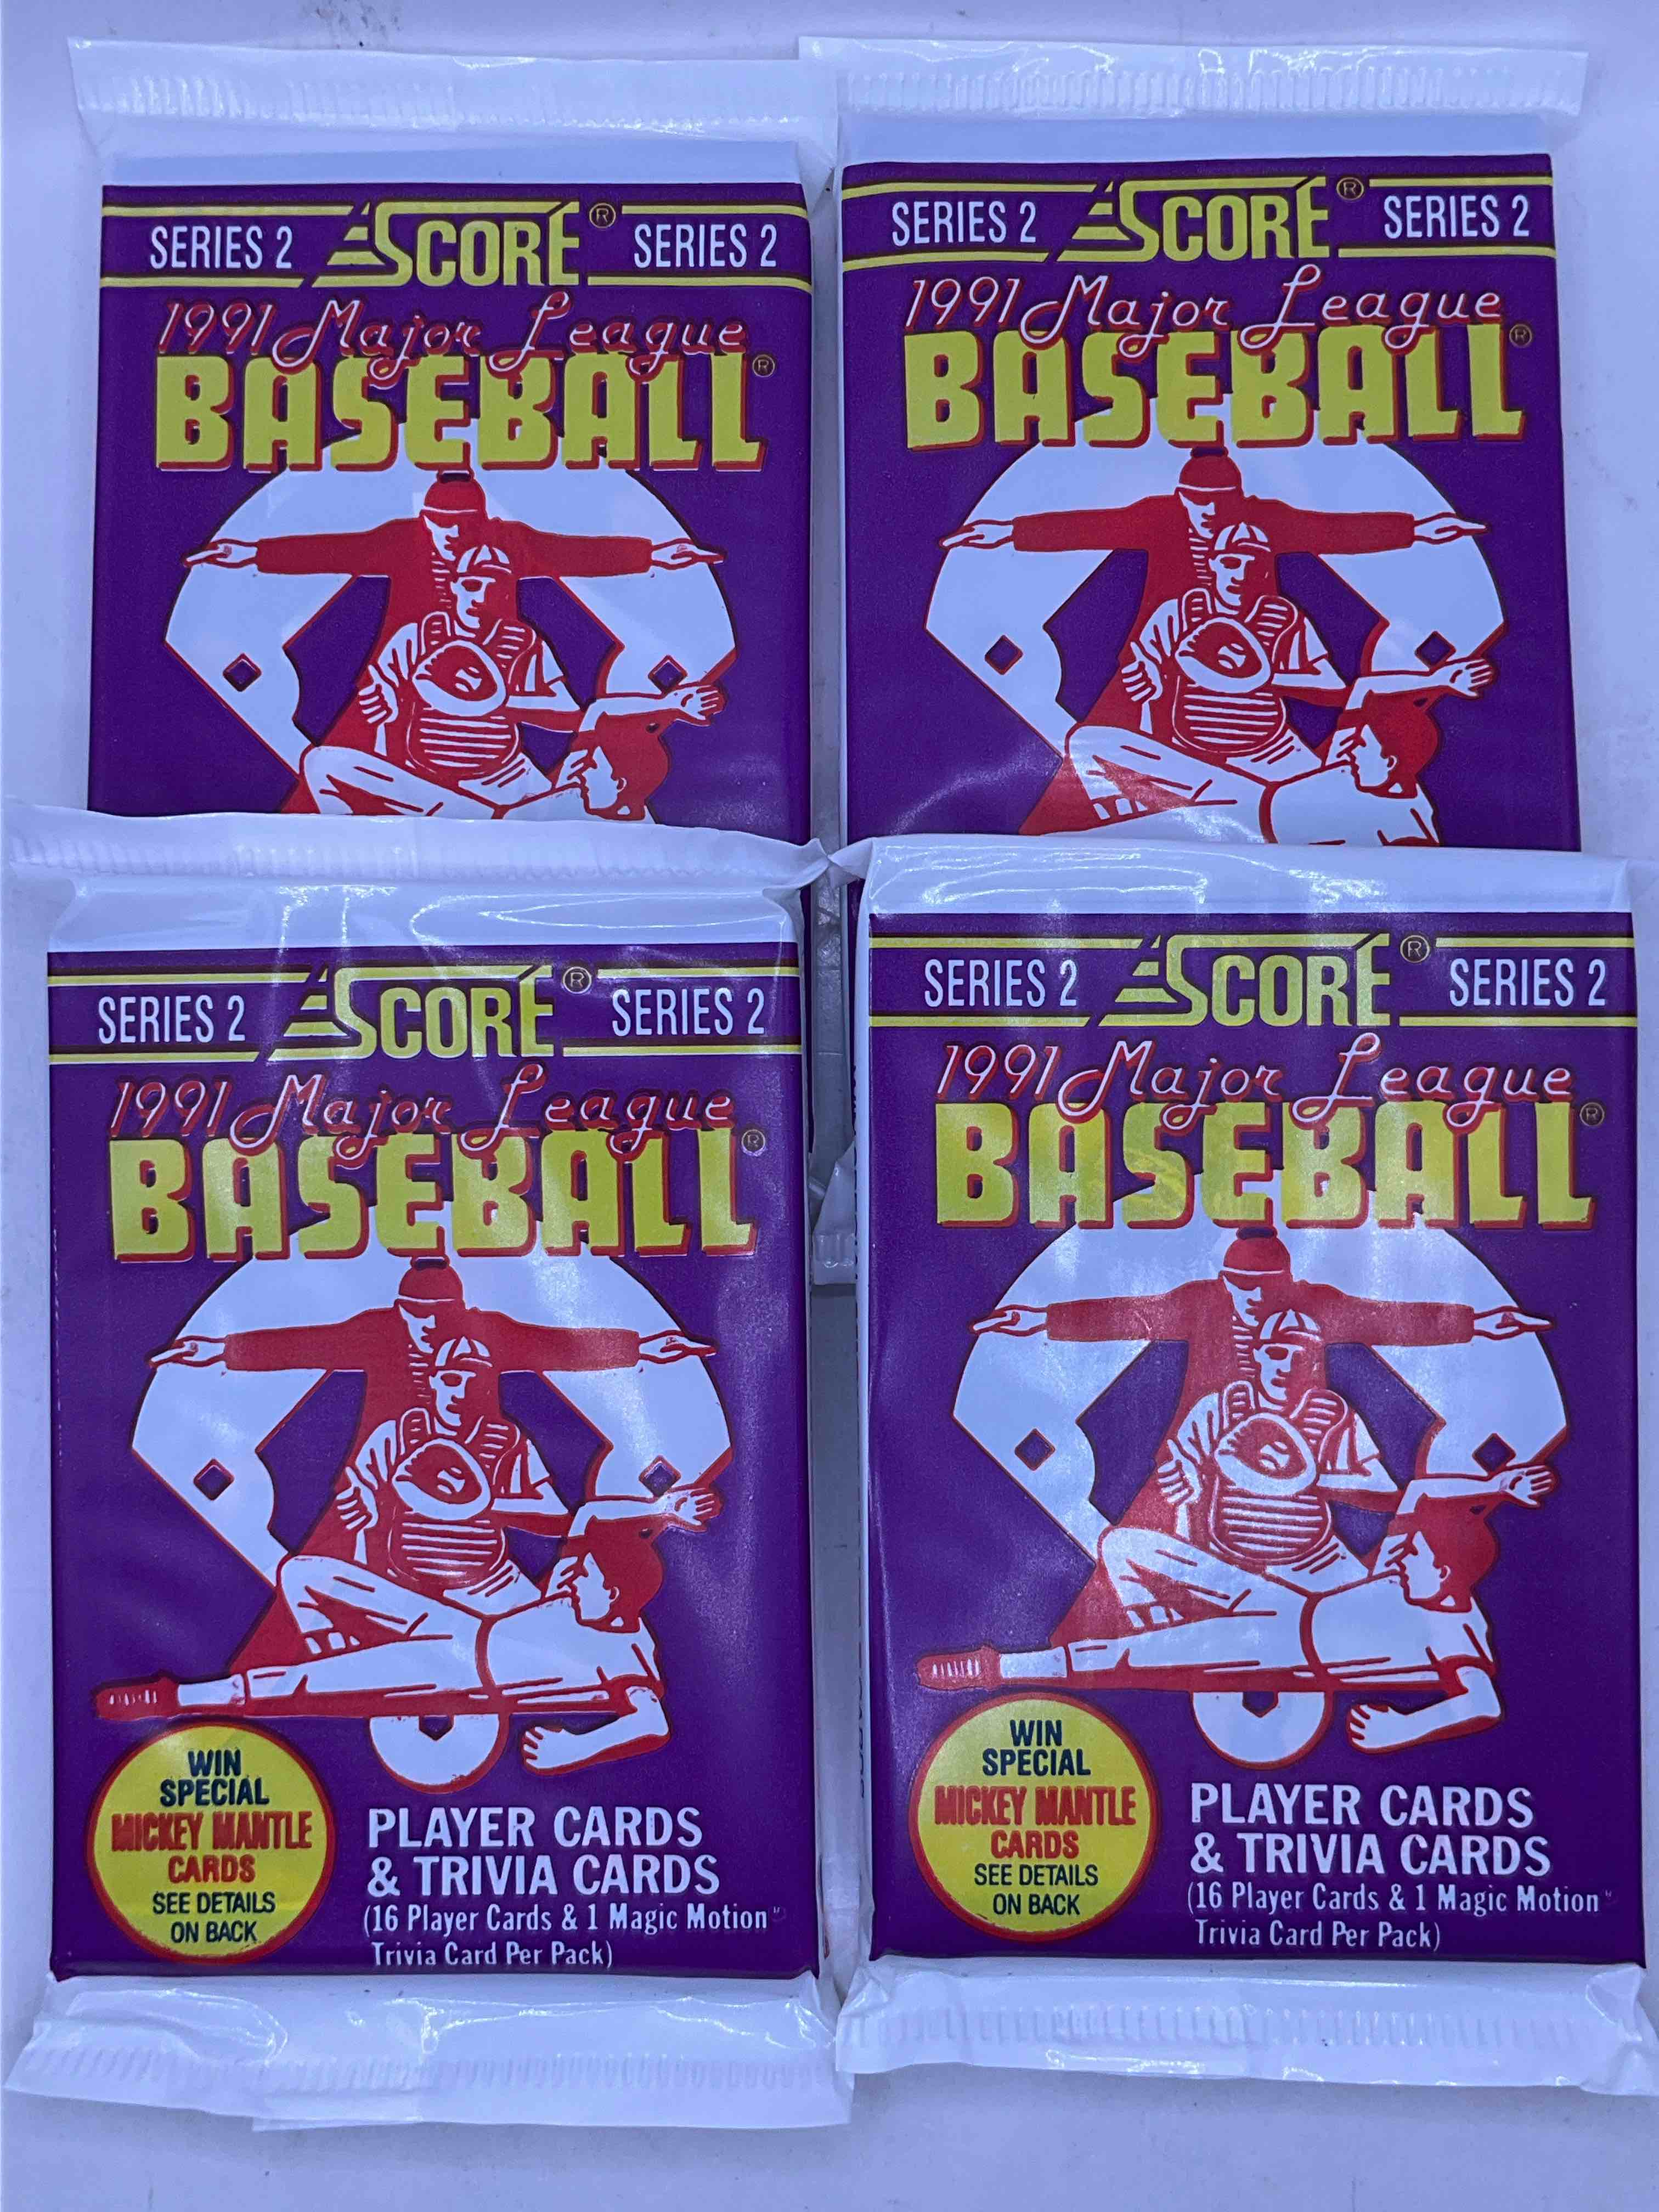 SERIES 2 SCORE® SERIES 2
1991 Major League
BASEBALL®
SERIES 2 SCORE® SERIES 2
1991 Major League
BASEBALL®
SERIES 2 SCORE® SERIES 2
1991 Major League
BASEBALL®
WIN
SPECIAL
MICKEY MANTLE
CARDS
SEE DETAILS
ON BACK
PLAYER CARDS
& TRIVIA CARDS
(16 Player Cards & 1 Magic Motion™
Trivia Card Per Pack)
SERIES 2 SCORE® SERIES 2
1991 Major League
BASEBALL®
WIN
SPECIAL
MICKEY MANTLE
CARDS
SEE DETAILS
ON BACK
PLAYER CARDS
& TRIVIA CARDS
(16 Player Cards & 1 Magic Motion™
Trivia Card Per Pack)